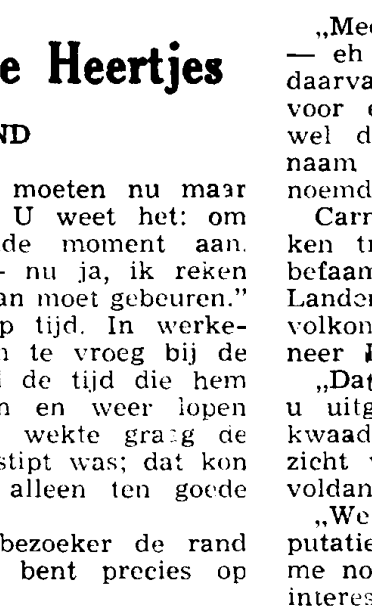 e Heertjes
ND
moeten nu maar
U weet het: om
de moment aan.
- nu ja, ik reken
an moet gebeuren.”
p tijd. In werke-
n te vroeg bij de
de tijd die hem
n en weer lopen
wekte graag de
stipt was; dat kon
alleen ten goede
bezoeker de rand
bent precies op
„Mee
— eh
daarva
voor e
wel d
naam
noemd
Carr
ken tr
befaam
Lander
volkon
neer
„Dat
u uitg
kwaad
zicht v
voldan
„We
putatie
me no
interes